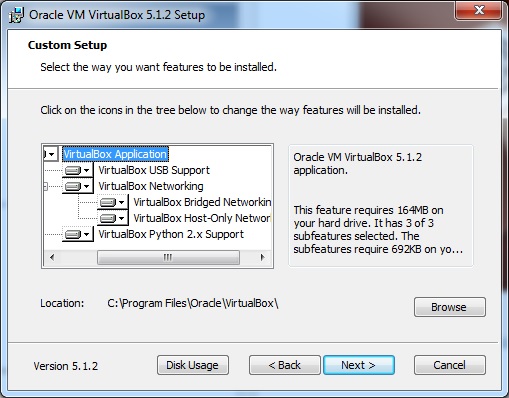 Oracle VM VirtualBox 5.1.2 Setup
Custom Setup
Select the way you want features to be installed.
Click on the icons in the tree below to change the way features will be installed.
VirtualBox Application
VirtualBox USB Support
VirtualBox Networking
VirtualBox Bridged Networkin
VirtualBox Host-Only Networ
VirtualBox Python 2.x Support
Oracle VM VirtualBox 5.1.2
application.
This feature requires 164MB on
your hard drive. It has 3 of 3
subfeatures selected. The
subfeatures require 692KB on yo...
Location: C:\Program Files\Oracle\VirtualBox\
Browse
Version 5.1.2 Disk Usage < Back Next > Cancel